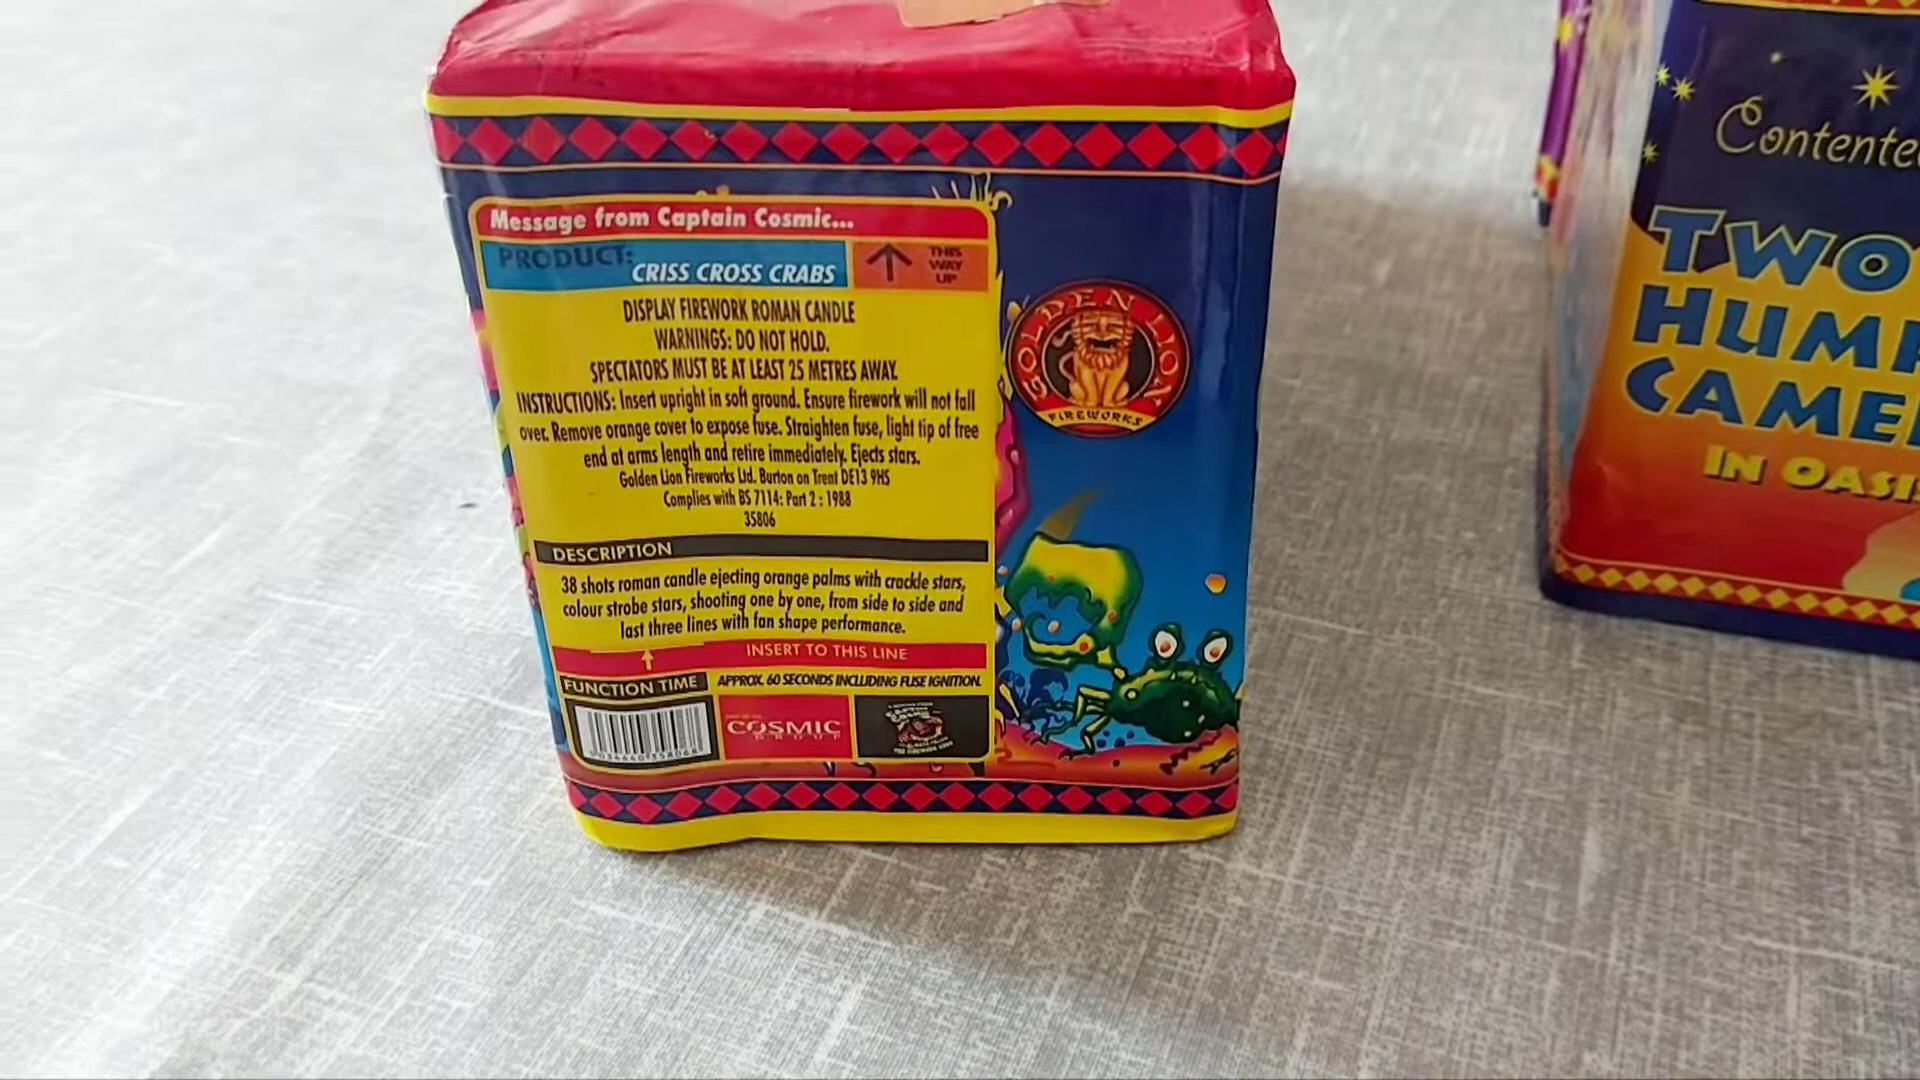 Message from Captain Cosmic...
PRODUCT:
CRISS CROSS CRABS
THIS
WAY
UP
DISPLAY FIREWORK ROMAN CANDLE
WARNINGS: DO NOT HOLD.
SPECTATORS MUST BE AT LEAST 25 METRES AWAY.
INSTRUCTIONS: Insert upright in soft ground. Ensure firework will not fall
over. Remove orange cover to expose fuse. Straighten fuse, light tip of free
end at arms length and retire immediately. Ejects stars.
Golden Lion Fireworks Ltd. Burton on Trent DE13 9HS
Complies with BS 7114: Part 2 : 1988
35806
DESCRIPTION
38 shots roman candle ejecting orange palms with crackle stars,
colour strobe stars, shooting one by one, from side to side and
last three lines with fan shape performance.
INSERT TO THIS LINE
FUNCTION TIME
APPROX. 60 SECONDS INCLUDING FUSE IGNITION.
COSMIC
GROUP
GOLDEN LION
FIREWORKS
Contente
TWO
HUMP
CAME
IN OASI